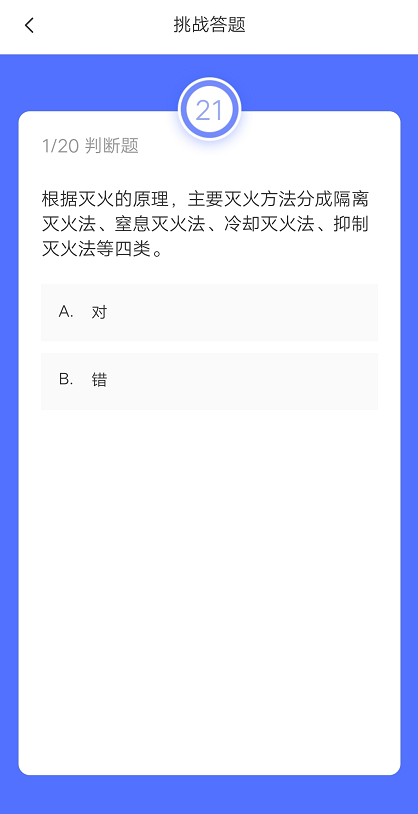 挑战答题
21
1/20 判断题
根据灭火的原理，主要灭火方法分成隔离
灭火法、窒息灭火法、冷却灭火法、抑制
灭火法等四类。
A. 对
B. 错